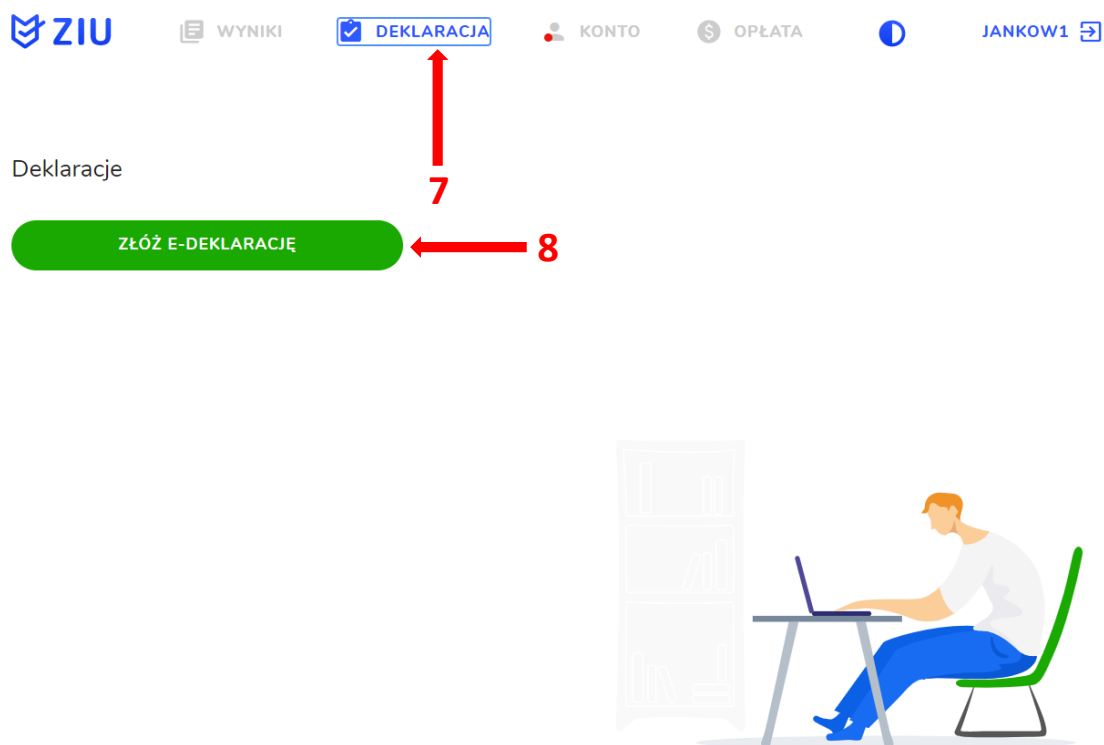 ZIU WYNIKI DEKLARACJA KONTO OPŁATA JANKOW1
Deklaracje
7
ZŁÓŻ E-DEKLARACJĘ 8